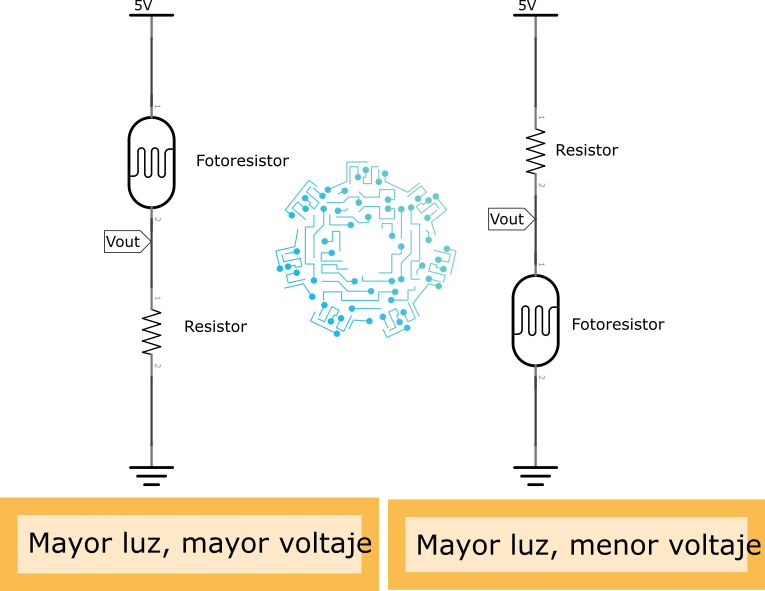 5V
1
Fotoresistor
2
Vout
1
Resistor
2
Mayor luz, mayor voltaje
5V
1
Resistor
2
Vout
1
Fotoresistor
2
Mayor luz, menor voltaje